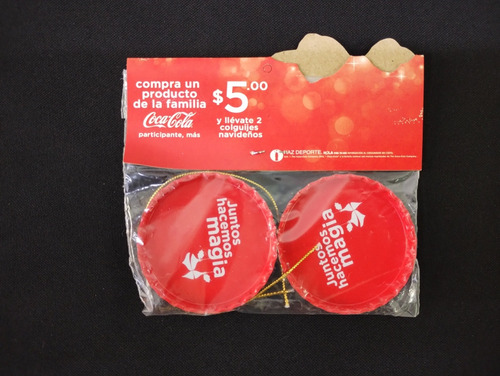 compra un
producto
de la familia
Coca-Cola
participante, más
$5.00
y llévate 2
colguijes
navideños
HAZ DEPORTE.
Juntos
hacemos
magia
Juntos
hacemos
magia